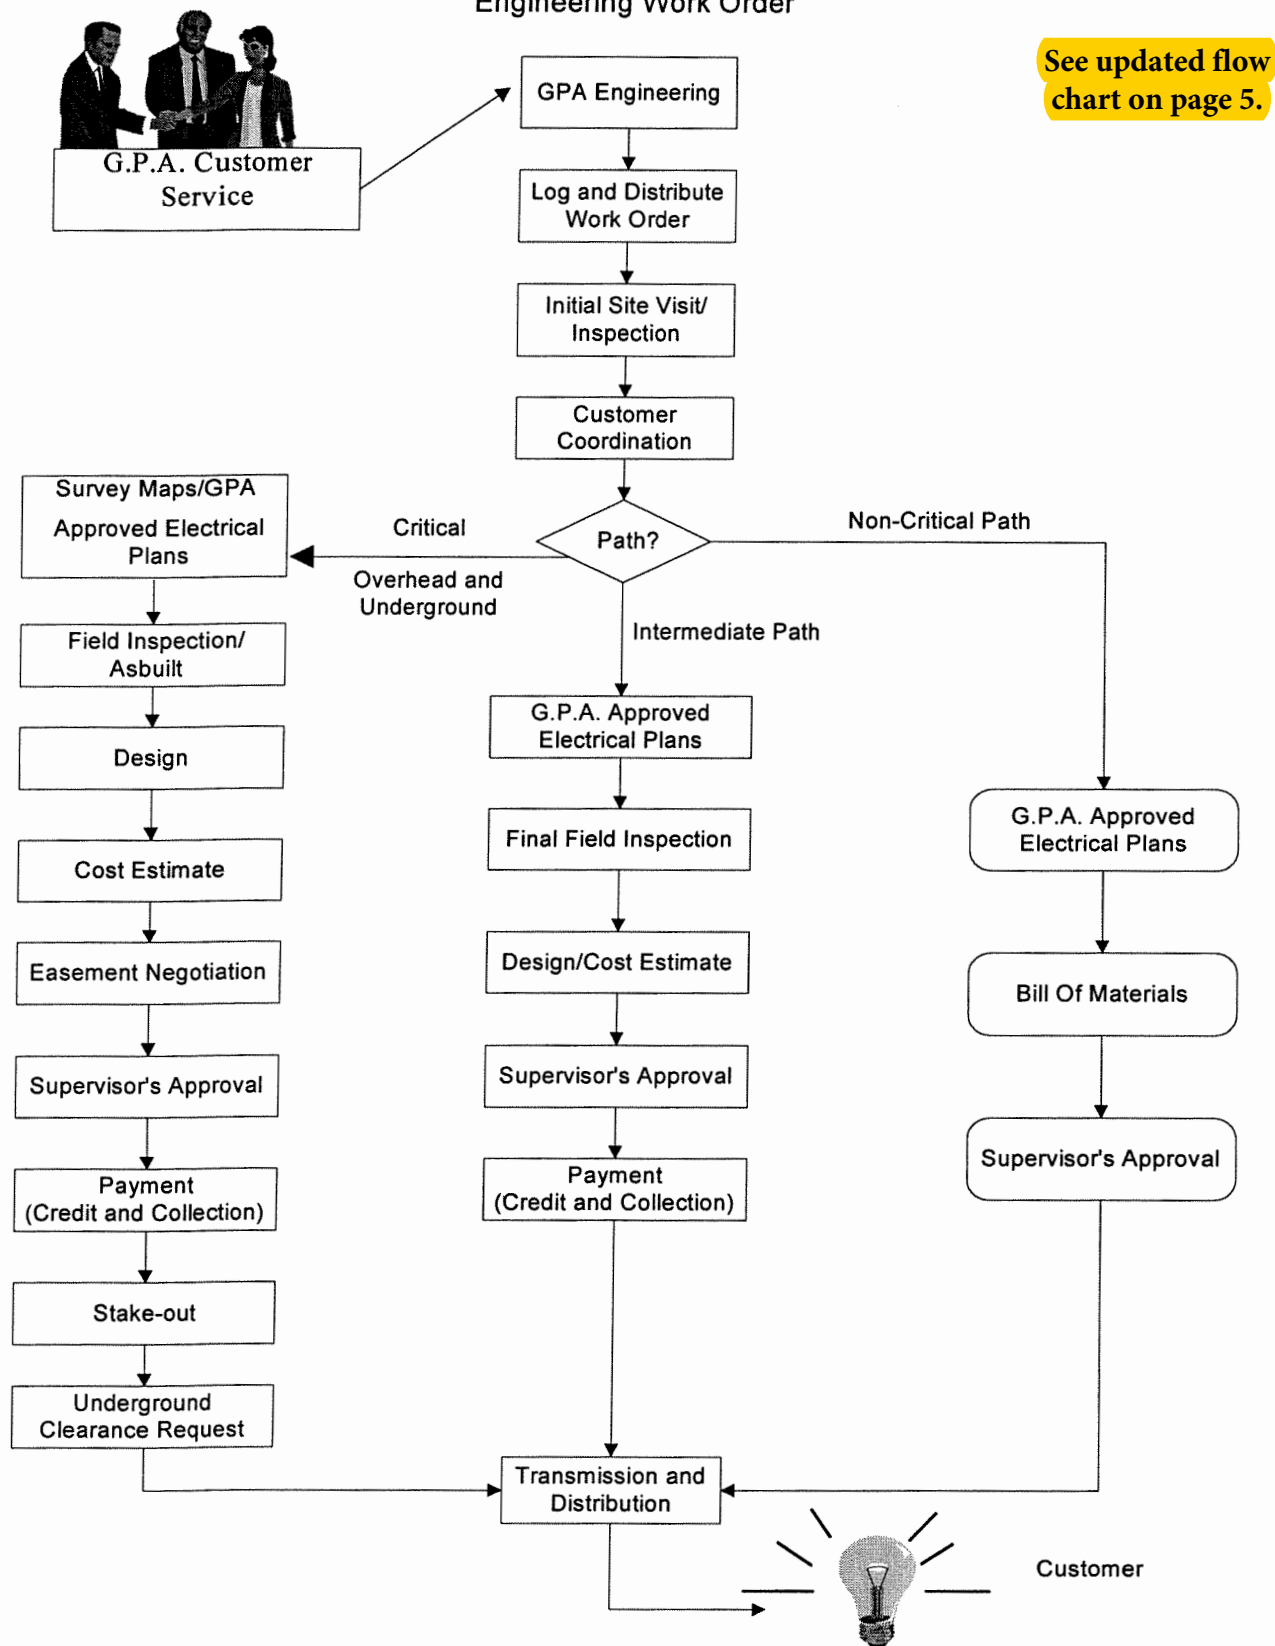 Engineering Work Order
See updated flow
chart on page 5.
G.P.A. Customer
Service
GPA Engineering
Log and Distribute
Work Order
Initial Site Visit/
Inspection
Customer
Coordination
Path?
Critical
Overhead and
Underground
Non-Critical Path
Intermediate Path
Survey Maps/GPA
Approved Electrical
Plans
Field Inspection/
Asbuilt
Design
Cost Estimate
Easement Negotiation
Supervisor's Approval
Payment
(Credit and Collection)
Stake-out
Underground
Clearance Request
G.P.A. Approved
Electrical Plans
Final Field Inspection
Design/Cost Estimate
Supervisor's Approval
Payment
(Credit and Collection)
G.P.A. Approved
Electrical Plans
Bill Of Materials
Supervisor's Approval
Transmission and
Distribution
Customer